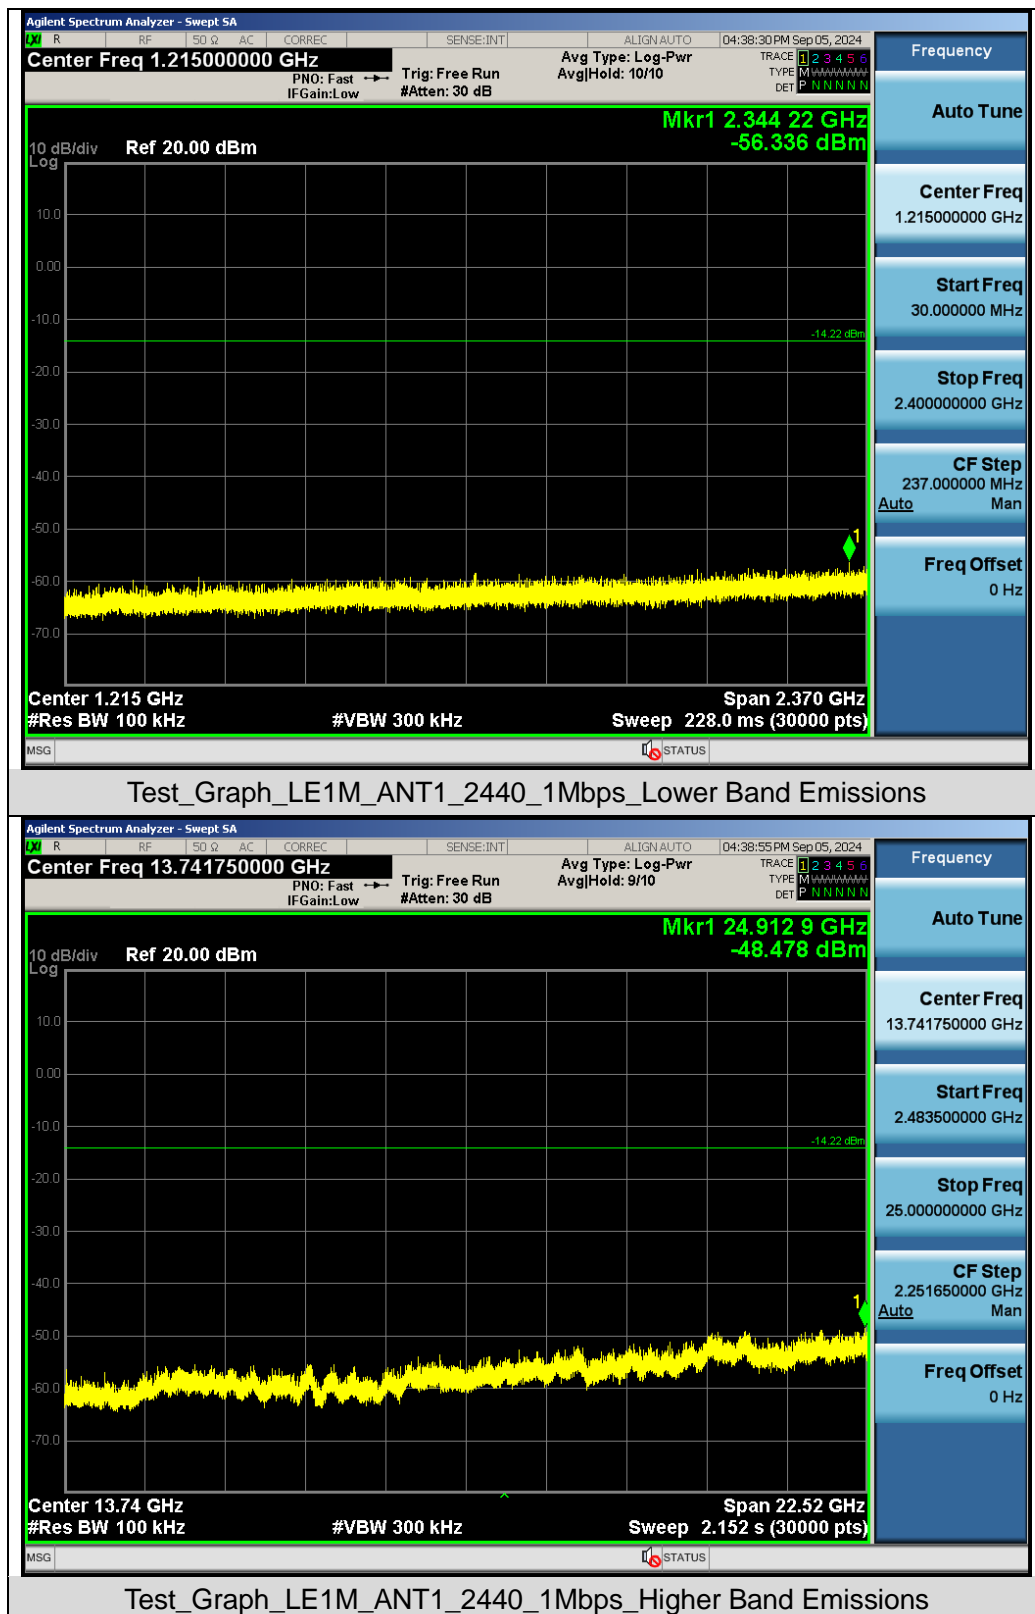 Agilent Spectrum Analyzer - Swept SA
LXI R RF 50 Ω AC CORREC SENSE:INT ALIGN AUTO 04:38:30 PM Sep 05, 2024
Center Freq 1.215000000 GHz
PNO: Fast
IFGain:Low
Trig: Free Run
#Atten: 30 dB
Avg Type: Log-Pwr
Avg|Hold: 10/10
TRACE 1 2 3 4 5 6
TYPE M WWWWW
DET P N N N N N
Mkr1 2.344 22 GHz
-56.336 dBm
10 dB/div Ref 20.00 dBm
Log
10.0
0.00
-10.0
-14.22 dBm
-20.0
-30.0
-40.0
-50.0
1
-60.0
-70.0
Center 1.215 GHz Span 2.370 GHz
#Res BW 100 kHz #VBW 300 kHz Sweep 228.0 ms (30000 pts)
MSG STATUS
Frequency
Auto Tune
Center Freq
1.215000000 GHz
Start Freq
30.000000 MHz
Stop Freq
2.400000000 GHz
CF Step
237.000000 MHz
Auto Man
Freq Offset
0 Hz
Test_Graph_LE1M_ANT1_2440_1Mbps_Lower Band Emissions
Agilent Spectrum Analyzer - Swept SA
LXI R RF 50 Ω AC CORREC SENSE:INT ALIGN AUTO 04:38:55 PM Sep 05, 2024
Center Freq 13.741750000 GHz
PNO: Fast
IFGain:Low
Trig: Free Run
#Atten: 30 dB
Avg Type: Log-Pwr
Avg|Hold: 9/10
TRACE 1 2 3 4 5 6
TYPE M WWWWW
DET P N N N N N
Mkr1 24.912 9 GHz
-48.478 dBm
10 dB/div Ref 20.00 dBm
Log
10.0
0.00
-10.0
-14.22 dBm
-20.0
-30.0
-40.0
1
-50.0
-60.0
-70.0
Center 13.74 GHz Span 22.52 GHz
#Res BW 100 kHz #VBW 300 kHz Sweep 2.152 s (30000 pts)
MSG STATUS
Frequency
Auto Tune
Center Freq
13.741750000 GHz
Start Freq
2.483500000 GHz
Stop Freq
25.000000000 GHz
CF Step
2.251650000 GHz
Auto Man
Freq Offset
0 Hz
Test_Graph_LE1M_ANT1_2440_1Mbps_Higher Band Emissions